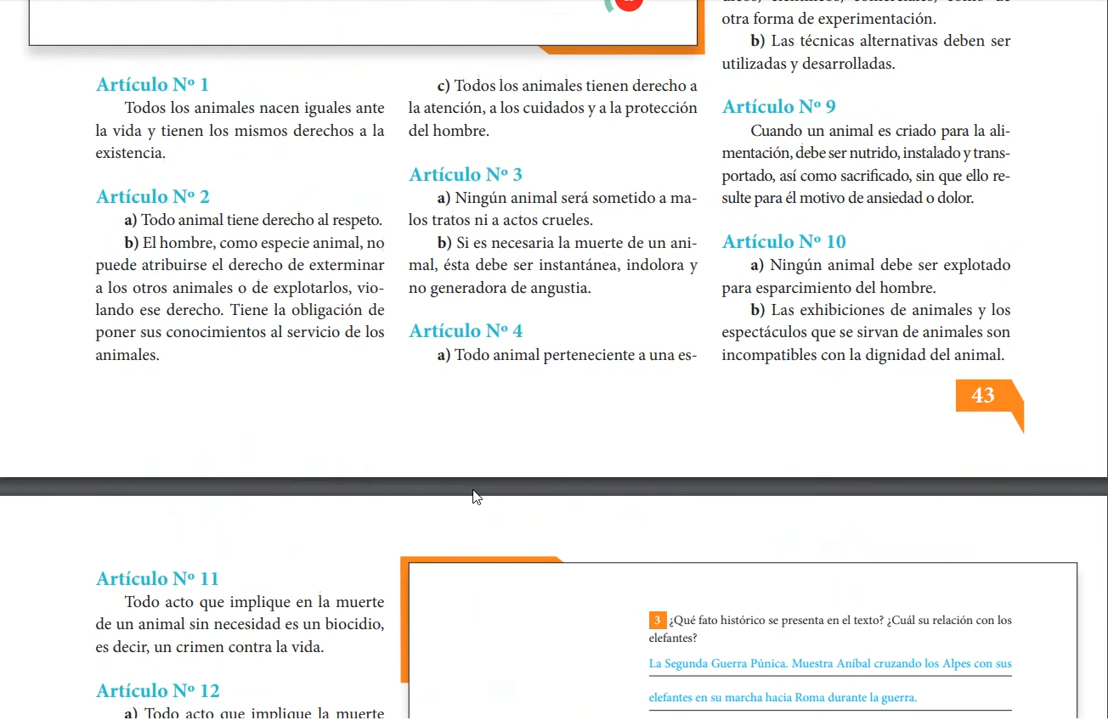 Artículo Nº 1
Todos los animales nacen iguales ante
la vida y tienen los mismos derechos a la
existencia.
Artículo Nº 2
a) Todo animal tiene derecho al respeto.
b) El hombre, como especie animal, no
puede atribuirse el derecho de exterminar
a los otros animales o de explotarlos, vio-
lando ese derecho. Tiene la obligación de
poner sus conocimientos al servicio de los
animales.
c) Todos los animales tienen derecho a
la atención, a los cuidados y a la protección
del hombre.
Artículo Nº 3
a) Ningún animal será sometido a ma-
los tratos ni a actos crueles.
b) Si es necesaria la muerte de un ani-
mal, ésta debe ser instantánea, indolora y
no generadora de angustia.
Artículo Nº 4
a) Todo animal perteneciente a una es-
otra forma de experimentación.
b) Las técnicas alternativas deben ser
utilizadas y desarrolladas.
Artículo Nº 9
Cuando un animal es criado para la ali-
mentación, debe ser nutrido, instalado y trans-
portado, así como sacrificado, sin que ello re-
sulte para él motivo de ansiedad o dolor.
Artículo Nº 10
a) Ningún animal debe ser explotado
para esparcimiento del hombre.
b) Las exhibiciones de animales y los
espectáculos que se sirvan de animales son
incompatibles con la dignidad del animal.
43
Artículo Nº 11
Todo acto que implique en la muerte
de un animal sin necesidad es un biocidio,
es decir, un crimen contra la vida.
Artículo Nº 12
a) Todo acto que implique la muerte
3 ¿Qué fato histórico se presenta en el texto? ¿Cuál su relación con los
elefantes?
La Segunda Guerra Púnica. Muestra Aníbal cruzando los Alpes con sus
elefantes en su marcha hacia Roma durante la guerra.